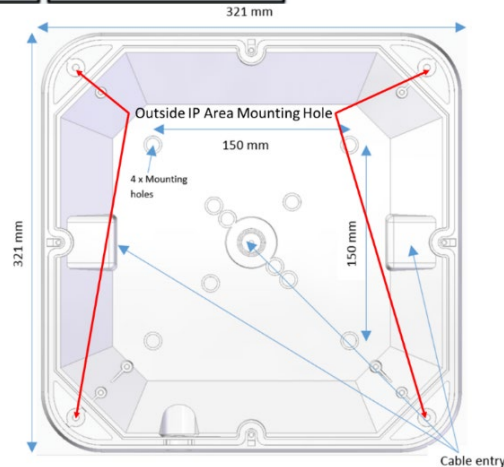 321 mm
Outside IP Area Mounting Hole
150 mm
4 x Mounting
holes
321 mm
150 mm
Cable entry